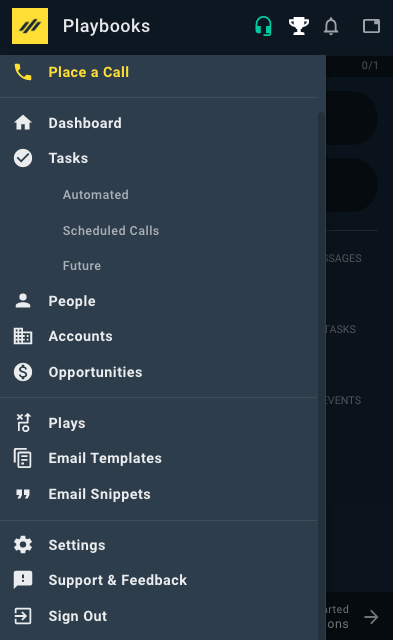 Playbooks
Place a Call
0/1
Dashboard
Tasks
Automated
Scheduled Calls
SSAGES
Future
People
TASKS
Accounts
Opportunities
EVENTS
Plays
Email Templates
Email Snippets
Settings
Support & Feedback
arted
Sign Out
ons